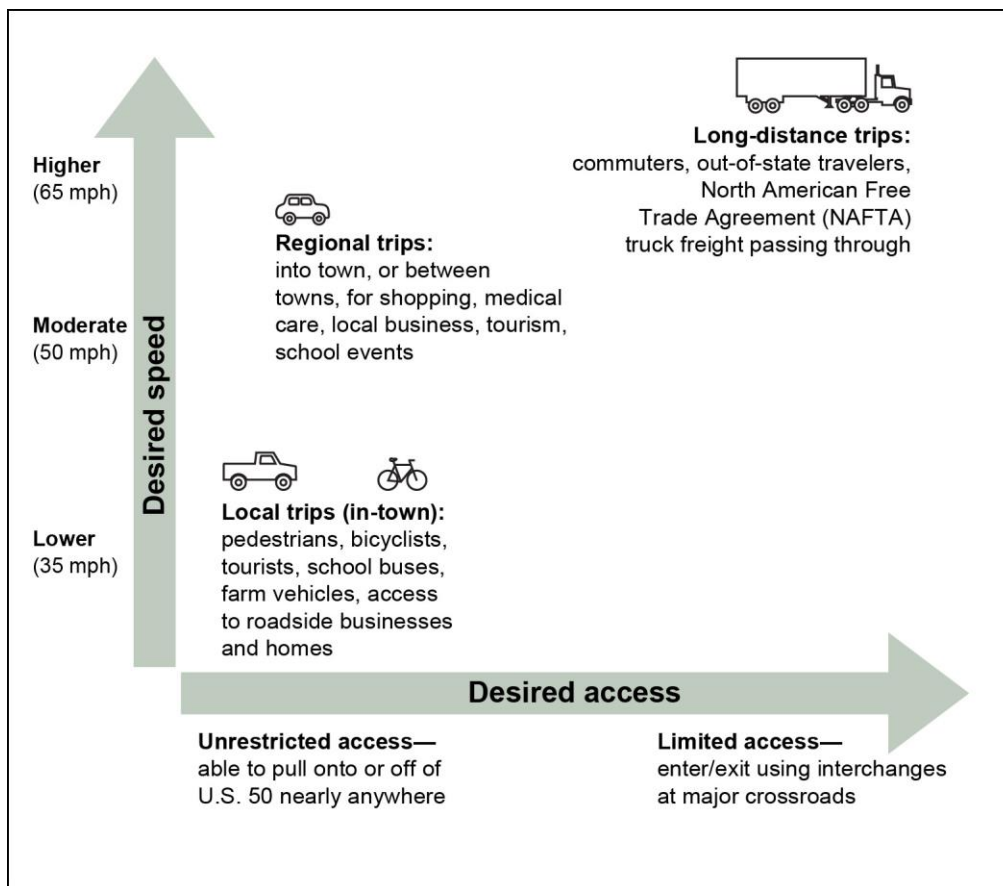 Higher
(65 mph)
Moderate
(50 mph)
Lower
(35 mph)
Desired speed
Long-distance trips:
commuters, out-of-state travelers,
North American Free
Trade Agreement (NAFTA)
truck freight passing through
Regional trips:
into town, or between
towns, for shopping, medical
care, local business, tourism,
school events
Local trips (in-town):
pedestrians, bicyclists,
tourists, school buses,
farm vehicles, access
to roadside businesses
and homes
Desired access
Unrestricted access—
able to pull onto or off of
U.S. 50 nearly anywhere
Limited access—
enter/exit using interchanges
at major crossroads